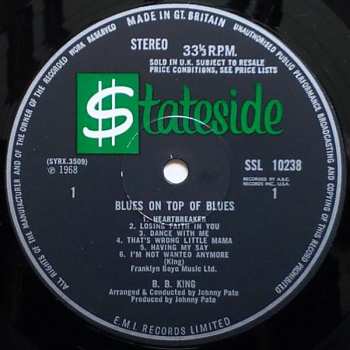 MADE IN GT. BRITAIN
ALL RIGHTS OF THE MANUFACTURER AND OF THE OWNER OF THE RECORDED WORK RESERVED
UNAUTHORISED PUBLIC PERFORMANCE BROADCASTING AND COPYING OF THIS RECORD PROHIBITED
STEREO 33⅓ R.P.M.
SOLD IN U.K. SUBJECT TO RESALE
PRICE CONDITIONS, SEE PRICE LISTS
$tateside
(SYRX.3509)
℗ 1968
1
SSL 10238
RECORDED BY A.B.C.
RECORDS INC., U.S.A.
1
BLUES ON TOP OF BLUES
HEARTBREAKER
2. LOSING FAITH IN YOU
3. DANCE WITH ME
4. THAT'S WRONG LITTLE MAMA
5. HAVING MY SAY
6. I'M NOT WANTED ANYMORE
(King)
Franklyn Boyd Music Ltd.
B. B. KING
Arranged & Conducted by Johnny Pate
Produced by Johnny Pate
E.M.I. RECORDS LIMITED